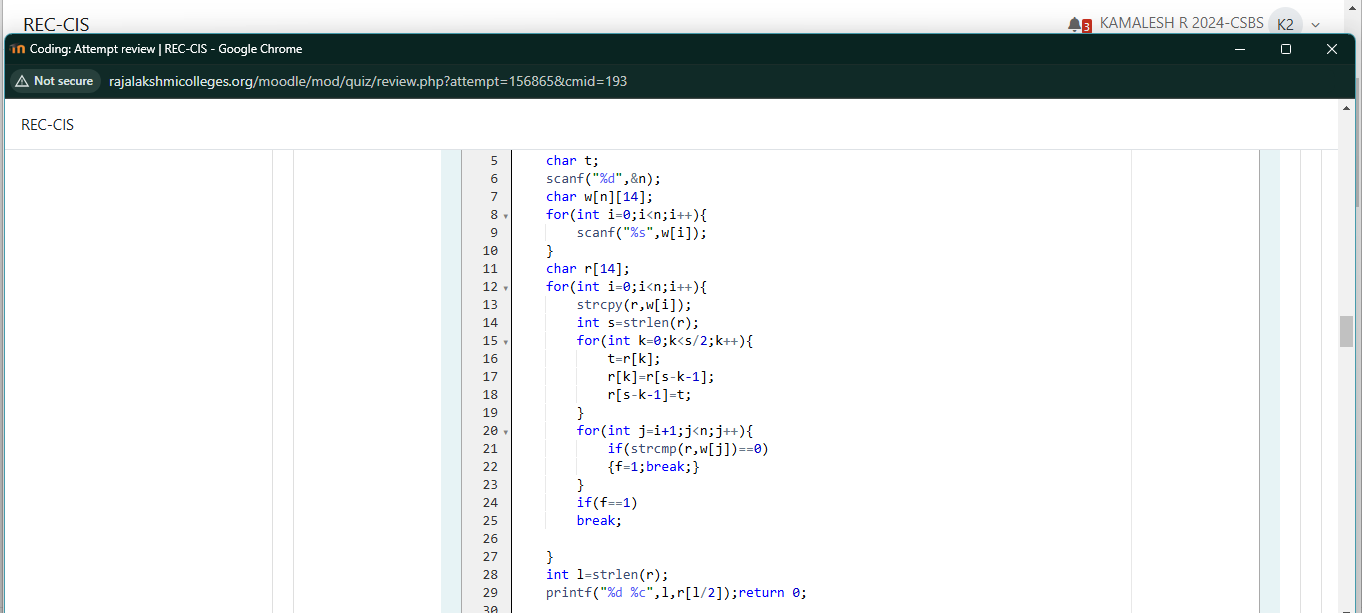 REC-CIS
3 KAMALESH R 2024-CSBS K2
Coding: Attempt review | REC-CIS - Google Chrome
Not secure rajalakshmicolleges.org/moodle/mod/quiz/review.php?attempt=156865&cmid=193
REC-CIS
5 char t;
6 scanf("%d",&n);
7 char w[n][14];
8 for(int i=0;i<n;i++){
9 scanf("%s",w[i]);
10 }
11 char r[14];
12 for(int i=0;i<n;i++){
13 strcpy(r,w[i]);
14 int s=strlen(r);
15 for(int k=0;k<s/2;k++){
16 t=r[k];
17 r[k]=r[s-k-1];
18 r[s-k-1]=t;
19 }
20 for(int j=i+1;j<n;j++){
21 if(strcmp(r,w[j])==0)
22 {f=1;break;}
23 }
24 if(f==1)
25 break;
26
27 }
28 int l=strlen(r);
29 printf("%d %c",l,r[l/2]);return 0;
30